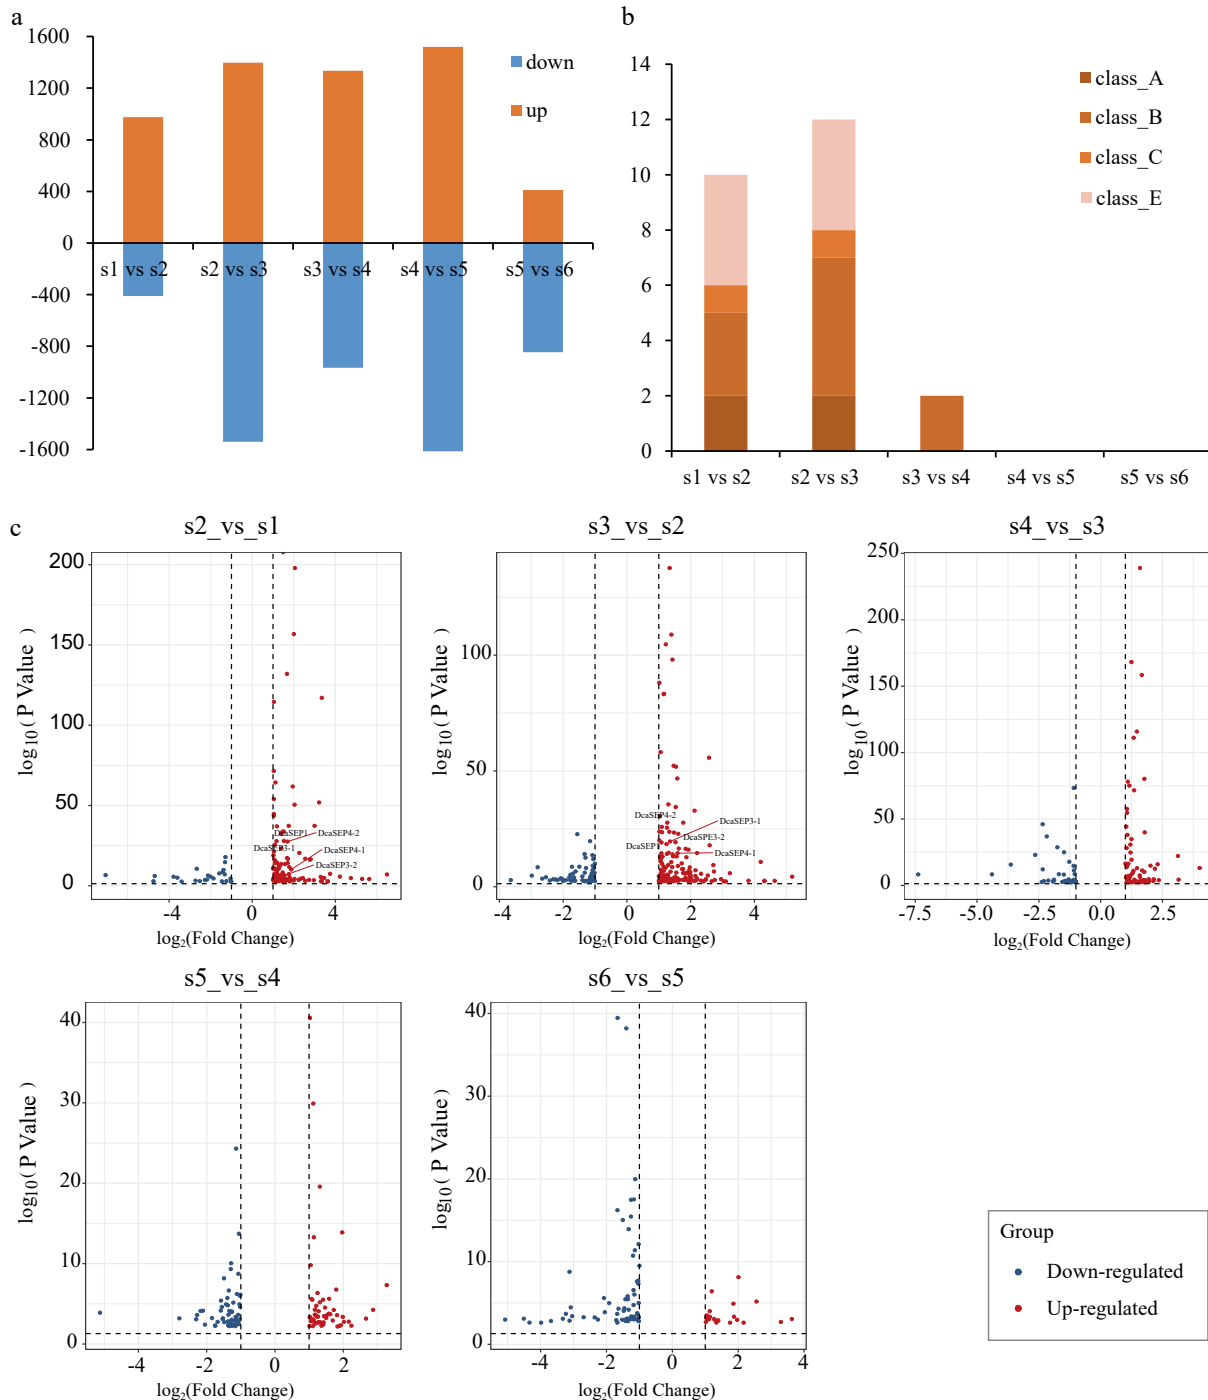 a
1600
1200
800
400
0
-400
-800
-1200
-1600
down
up
s1 vs s2
s2 vs s3
s3 vs s4
s4 vs s5
s5 vs s6
b
14
12
10
8
6
4
2
0
class_A
class_B
class_C
class_E
s1 vs s2
s2 vs s3
s3 vs s4
s4 vs s5
s5 vs s6
c
s2_vs_s1
log₁₀(P Value)
200
150
100
50
0
DcaSEP1
DcaSEP4-2
DcaSEP3-1
DcaSEP4-1
DcaSEP3-2
-4
0
4
log₂(Fold Change)
s3_vs_s2
log₁₀(P Value)
100
50
0
DcaSEP4-2
DcaSEP3-1
DcaSPE3-2
DcaSEP1
DcaSEP4-1
-4
-2
0
2
4
log₂(Fold Change)
s4_vs_s3
log₁₀(P Value)
250
200
150
100
50
0
-7.5
-5.0
-2.5
0.0
2.5
log₂(Fold Change)
s5_vs_s4
log₁₀(P Value)
40
30
20
10
0
-4
-2
0
2
log₂(Fold Change)
s6_vs_s5
log₁₀(P Value)
40
30
20
10
0
-4
-2
0
2
4
log₂(Fold Change)
Group
Down-regulated
Up-regulated